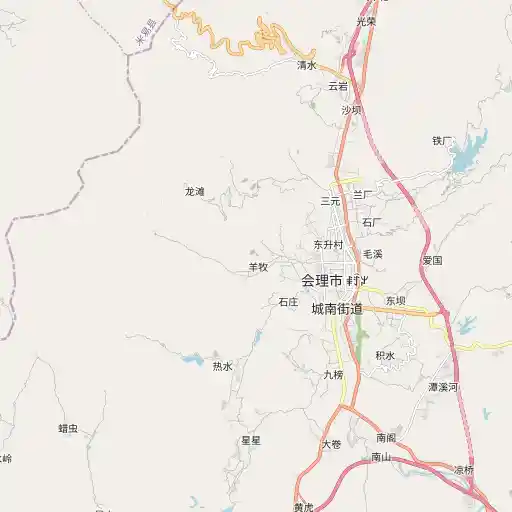 光荣
米易县
清水
云岩
沙坝
铁厂
龙滩
兰厂
三元
石厂
东升村
毛溪
羊牧
爱国
会理市
石庄
东坝
城南街道
积水
热水
九榜
潭溪河
蜡虫
星星
南阁
大卷
南山
凉桥
黄虎